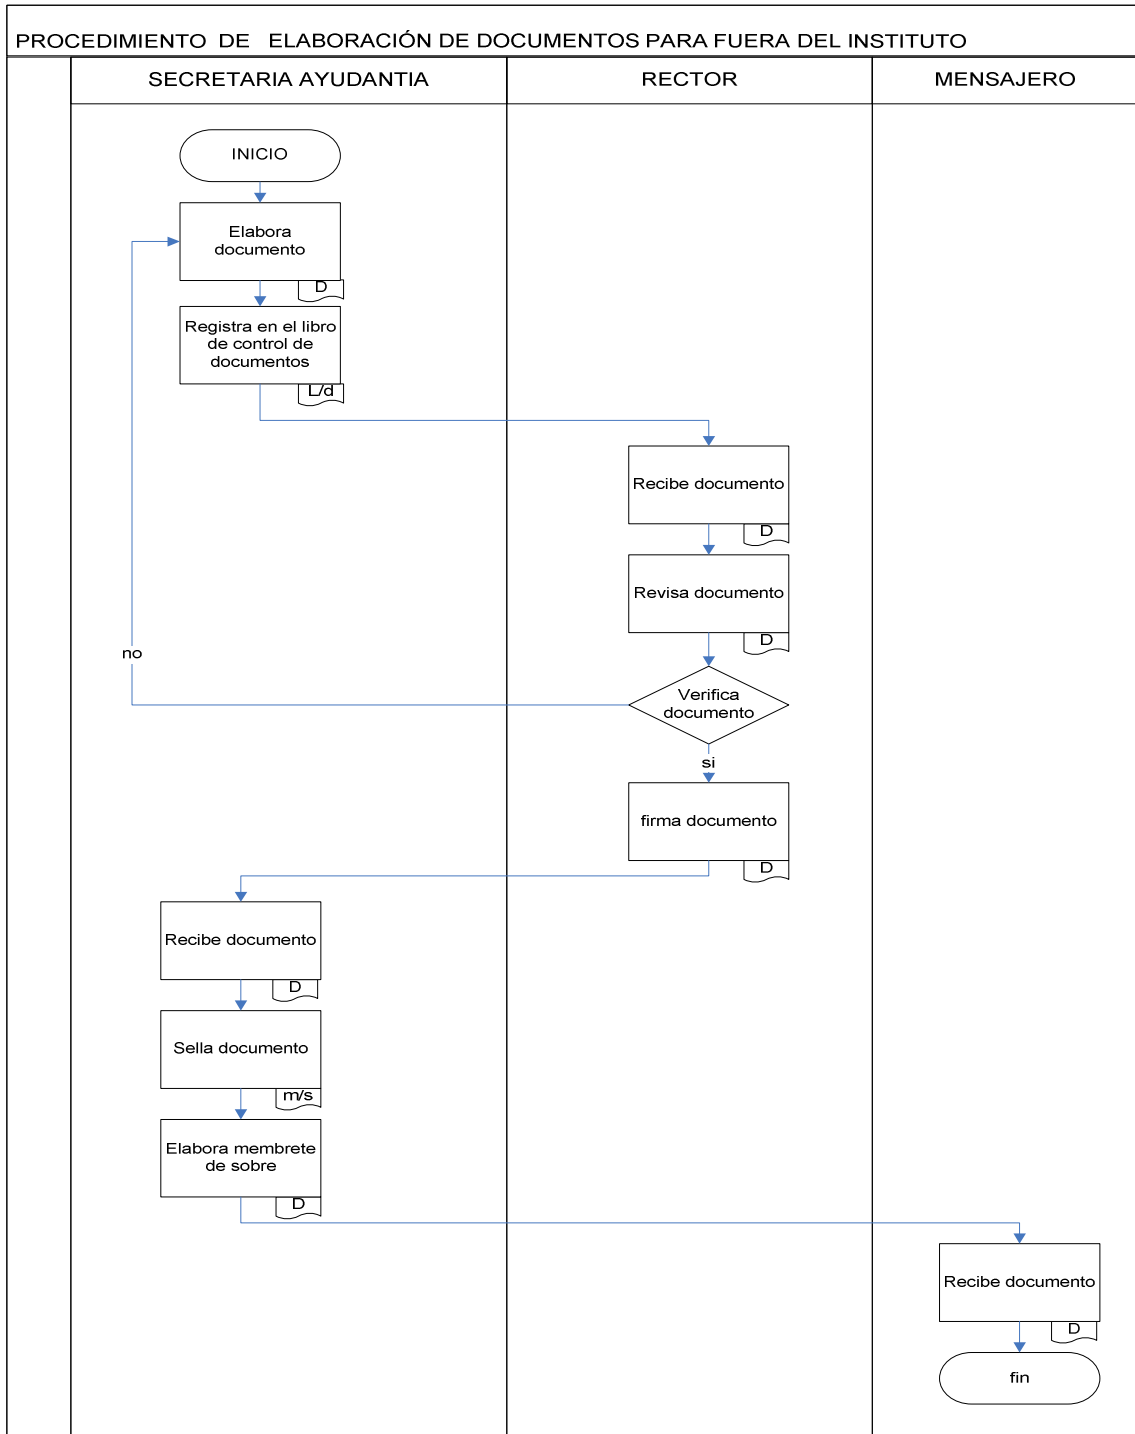 PROCEDIMIENTO DE ELABORACIÓN DE DOCUMENTOS PARA FUERA DEL INSTITUTO
SECRETARIA AYUDANTIA
RECTOR
MENSAJERO
INICIO
Elabora
documento
D
Registra en el libro
de control de
documentos
L/d
Recibe documento
D
Revisa documento
D
no
Verifica
documento
si
firma documento
D
Recibe documento
D
Sella documento
m/s
Elabora membrete
de sobre
D
Recibe documento
D
fin